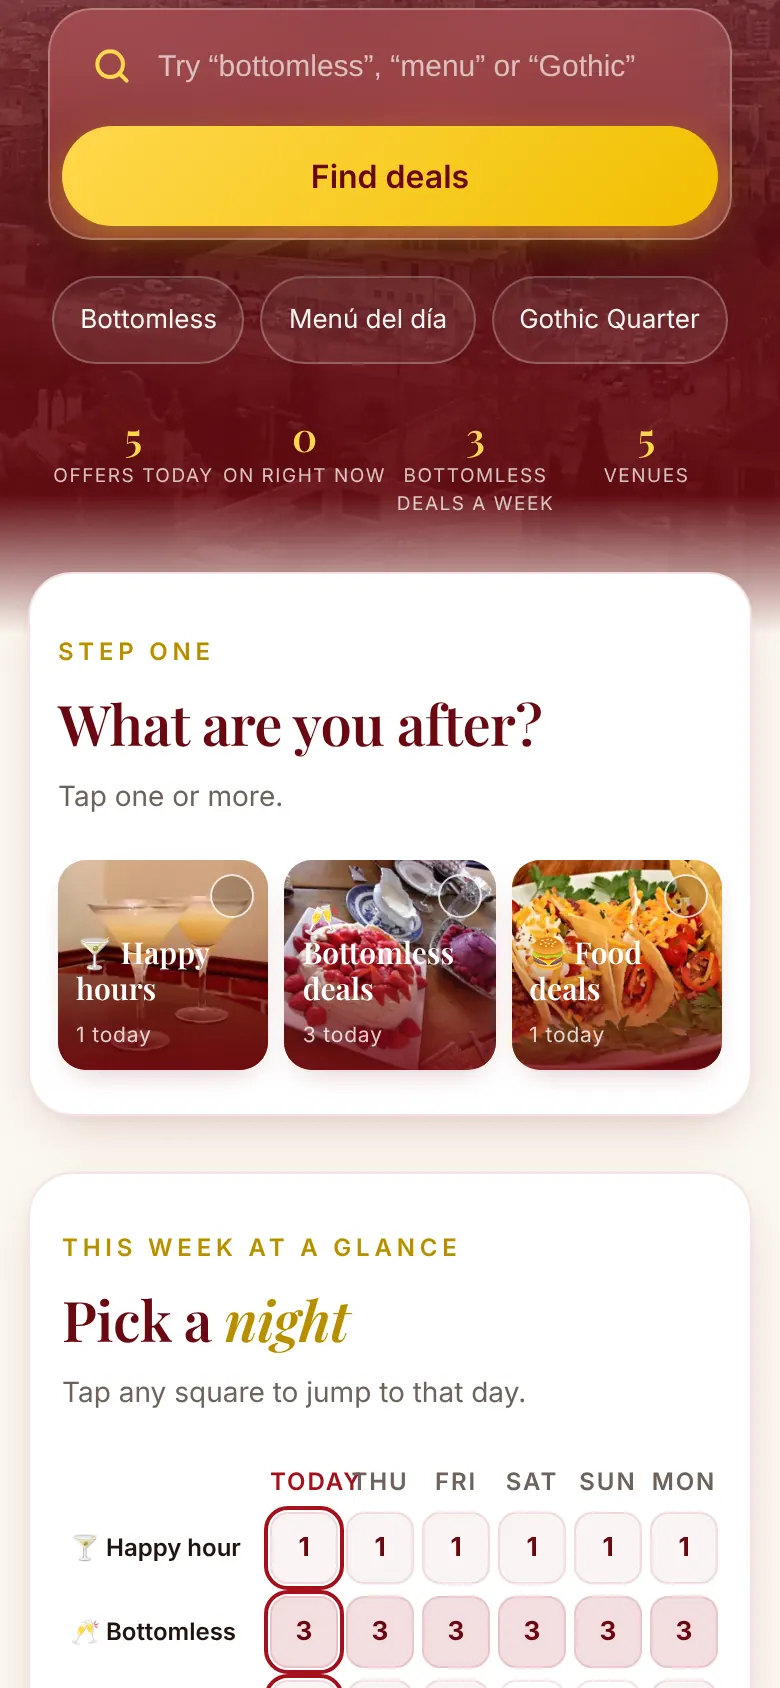 Try “bottomless”, “menu” or “Gothic”
Find deals
Bottomless
Menú del día
Gothic Quarter
5
OFFERS TODAY
0
ON RIGHT NOW
3
BOTTOMLESS
DEALS A WEEK
5
VENUES
STEP ONE
What are you after?
Tap one or more.
🍸 Happy
hours
1 today
🥂
Bottomless
deals
3 today
🍔 Food
deals
1 today
THIS WEEK AT A GLANCE
Pick a night
Tap any square to jump to that day.
TODAY THU FRI SAT SUN MON
🍸 Happy hour 1 1 1 1 1 1
🥂 Bottomless 3 3 3 3 3 3